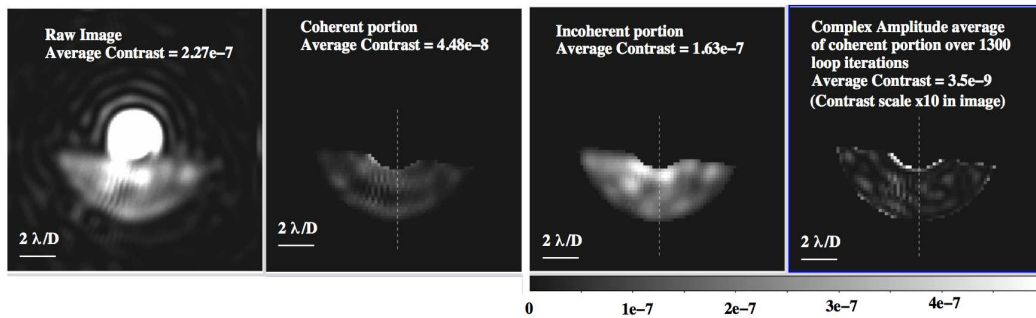 Raw Image
Average Contrast = 2.27e-7
2 λ/D
Coherent portion
Average Contrast = 4.48e-8
2 λ/D
Incoherent portion
Average Contrast = 1.63e-7
2 λ/D
Complex Amplitude average
of coherent portion over 1300
loop iterations
Average Contrast = 3.5e-9
(Contrast scale x10 in image)
2 λ/D
0 1e-7 2e-7 3e-7 4e-7